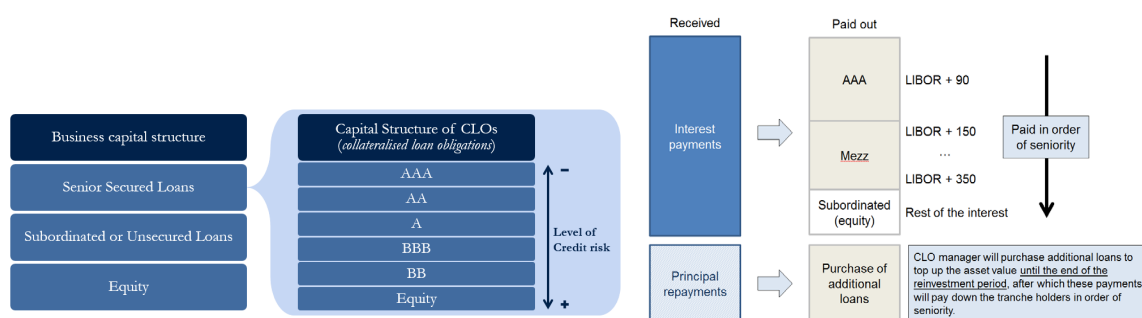 Business capital structure
Senior Secured Loans
Subordinated or Unsecured Loans
Equity
Capital Structure of CLOs
(collateralised loan obligations)
AAA
AA
A
BBB
BB
Equity
–
Level of
Credit risk
+
Received
Interest
payments
Principal
repayments
Paid out
AAA
LIBOR + 90
Mezz
LIBOR + 150
...
LIBOR + 350
Subordinated
(equity)
Rest of the interest
Paid in order
of seniority
Purchase of
additional
loans
CLO manager will purchase additional loans to
top up the asset value until the end of the
reinvestment period, after which these payments
will pay down the tranche holders in order of
seniority.